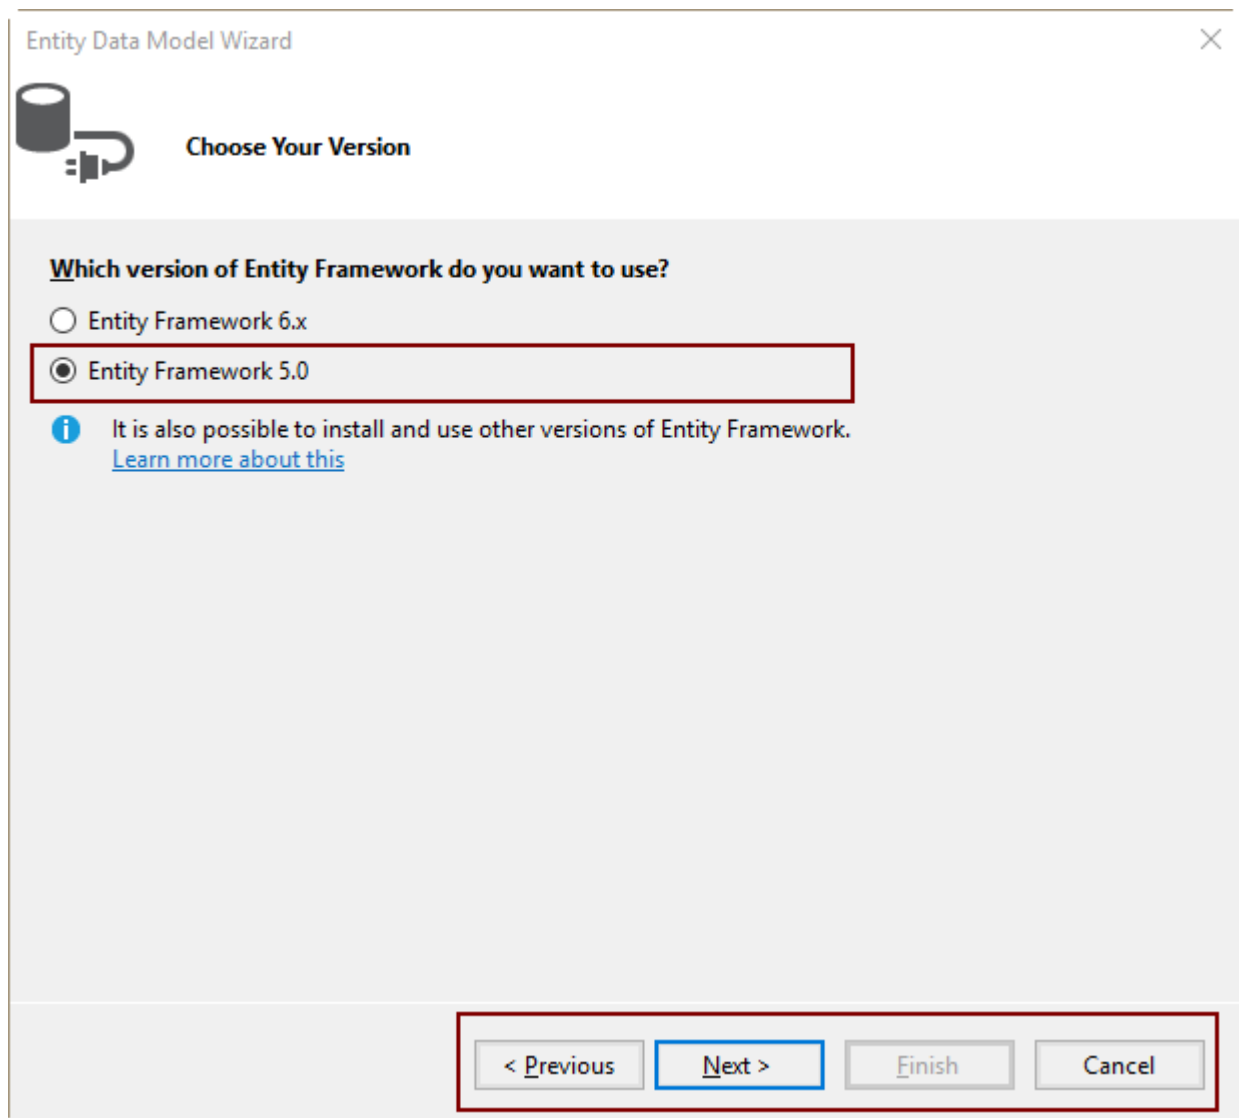 Entity Data Model Wizard
Choose Your Version
Which version of Entity Framework do you want to use?
Entity Framework 6.x
Entity Framework 5.0
It is also possible to install and use other versions of Entity Framework.
Learn more about this
< Previous Next > Finish Cancel